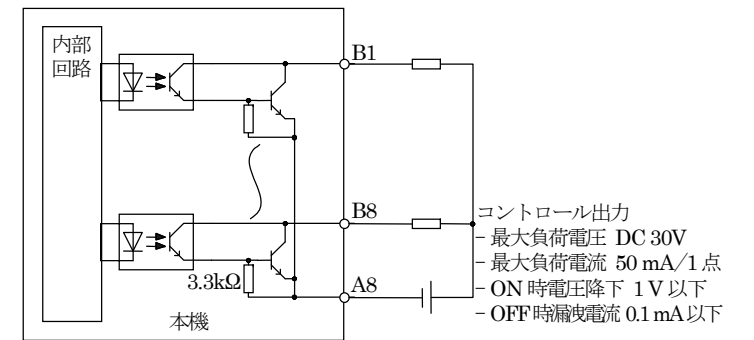 内部
回路
B1
B8
3.3kΩ
A8
本機
コントロール出力
- 最大負荷電圧 DC 30V
- 最大負荷電流 50 mA/1点
- ON 時電圧降下 1 V 以下
- OFF 時漏洩電流 0.1 mA 以下